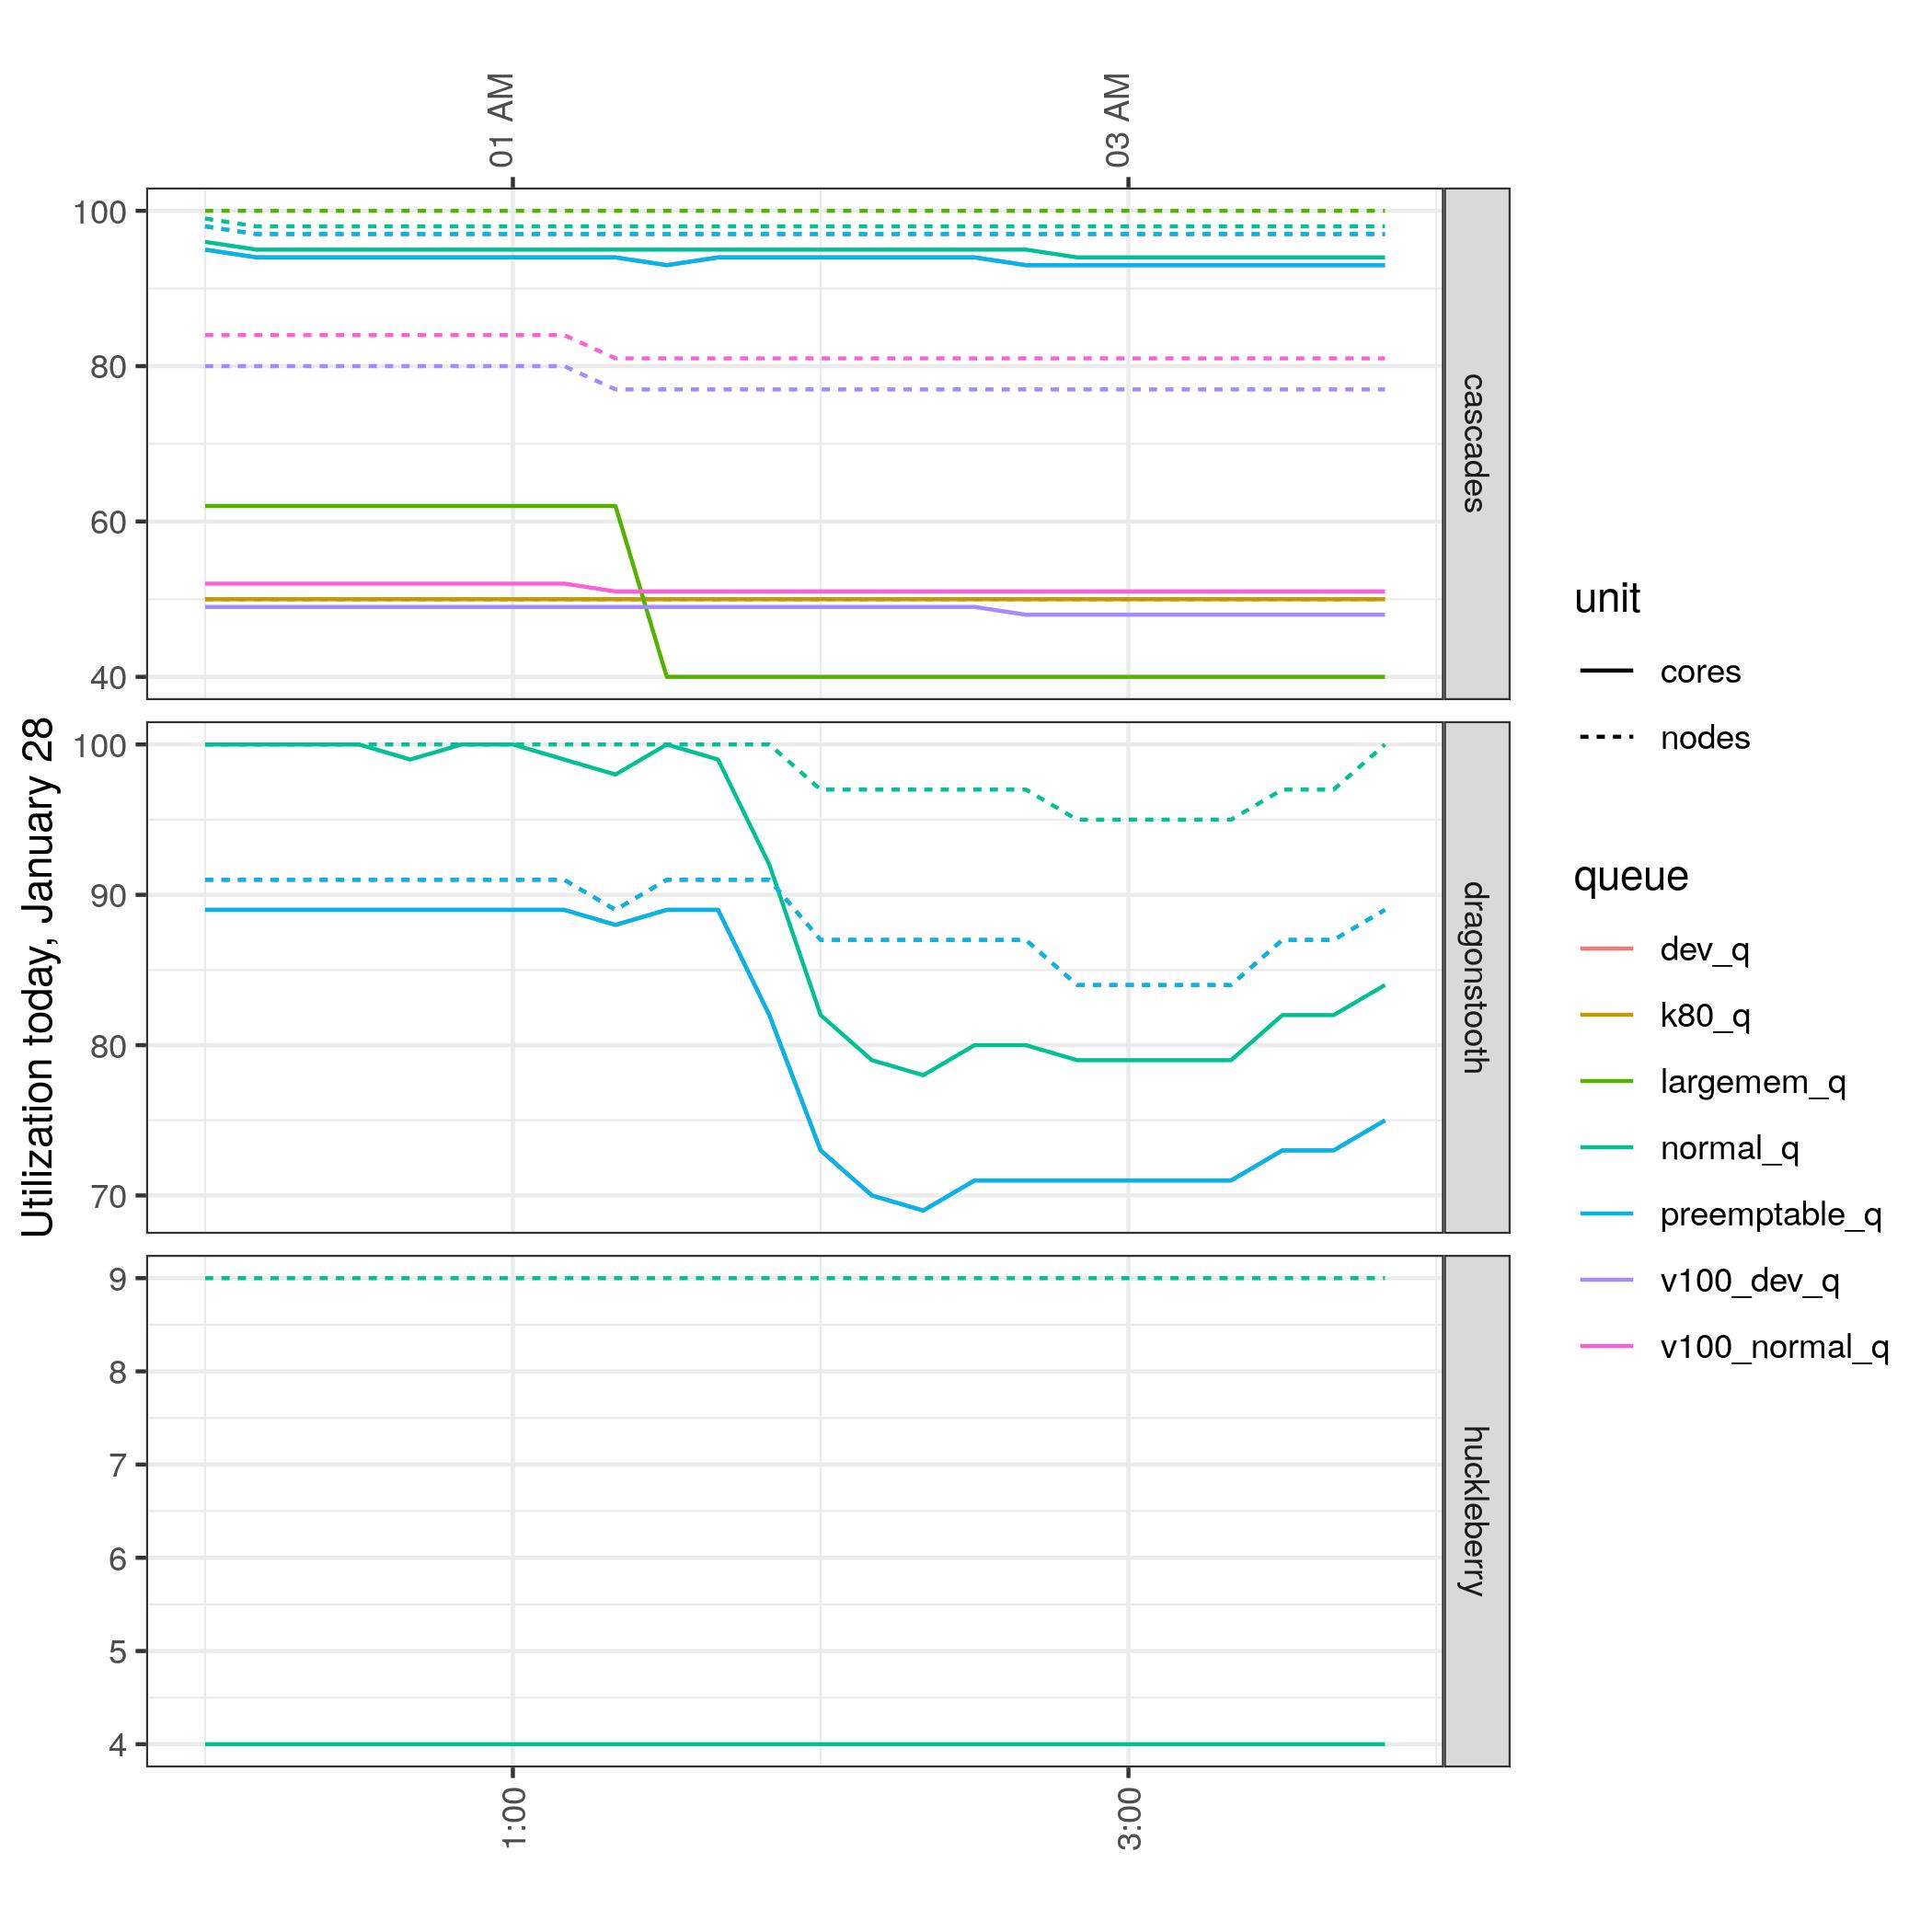 01 AM
03 AM
100
80
60
40
cascades
Utilization today, January 28
100
90
80
70
dragonstooth
9
8
7
6
5
4
huckleberry
1:00
3:00
unit
cores
nodes
queue
dev_q
k80_q
largemem_q
normal_q
preemptable_q
v100_dev_q
v100_normal_q